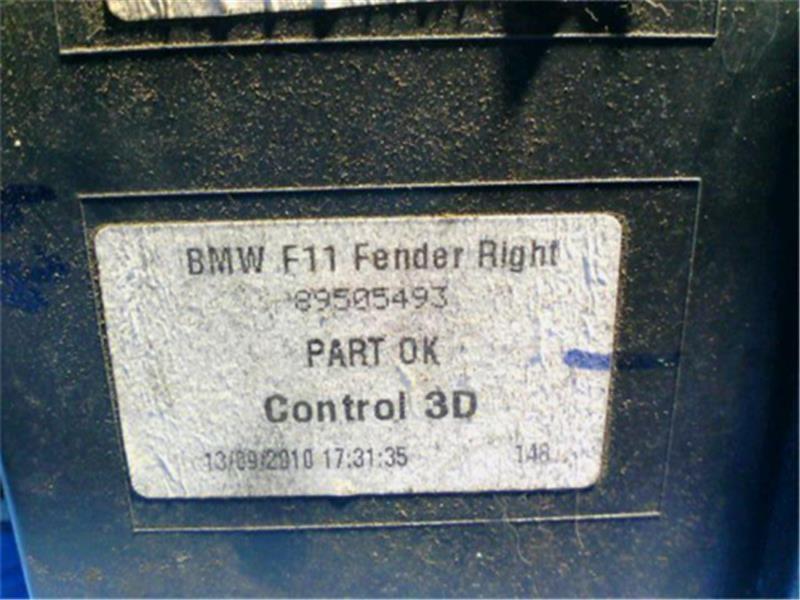 BMW F11 Fender Right
89505493
PART OK
Control 3D
13/09/2010 17:31:35 148